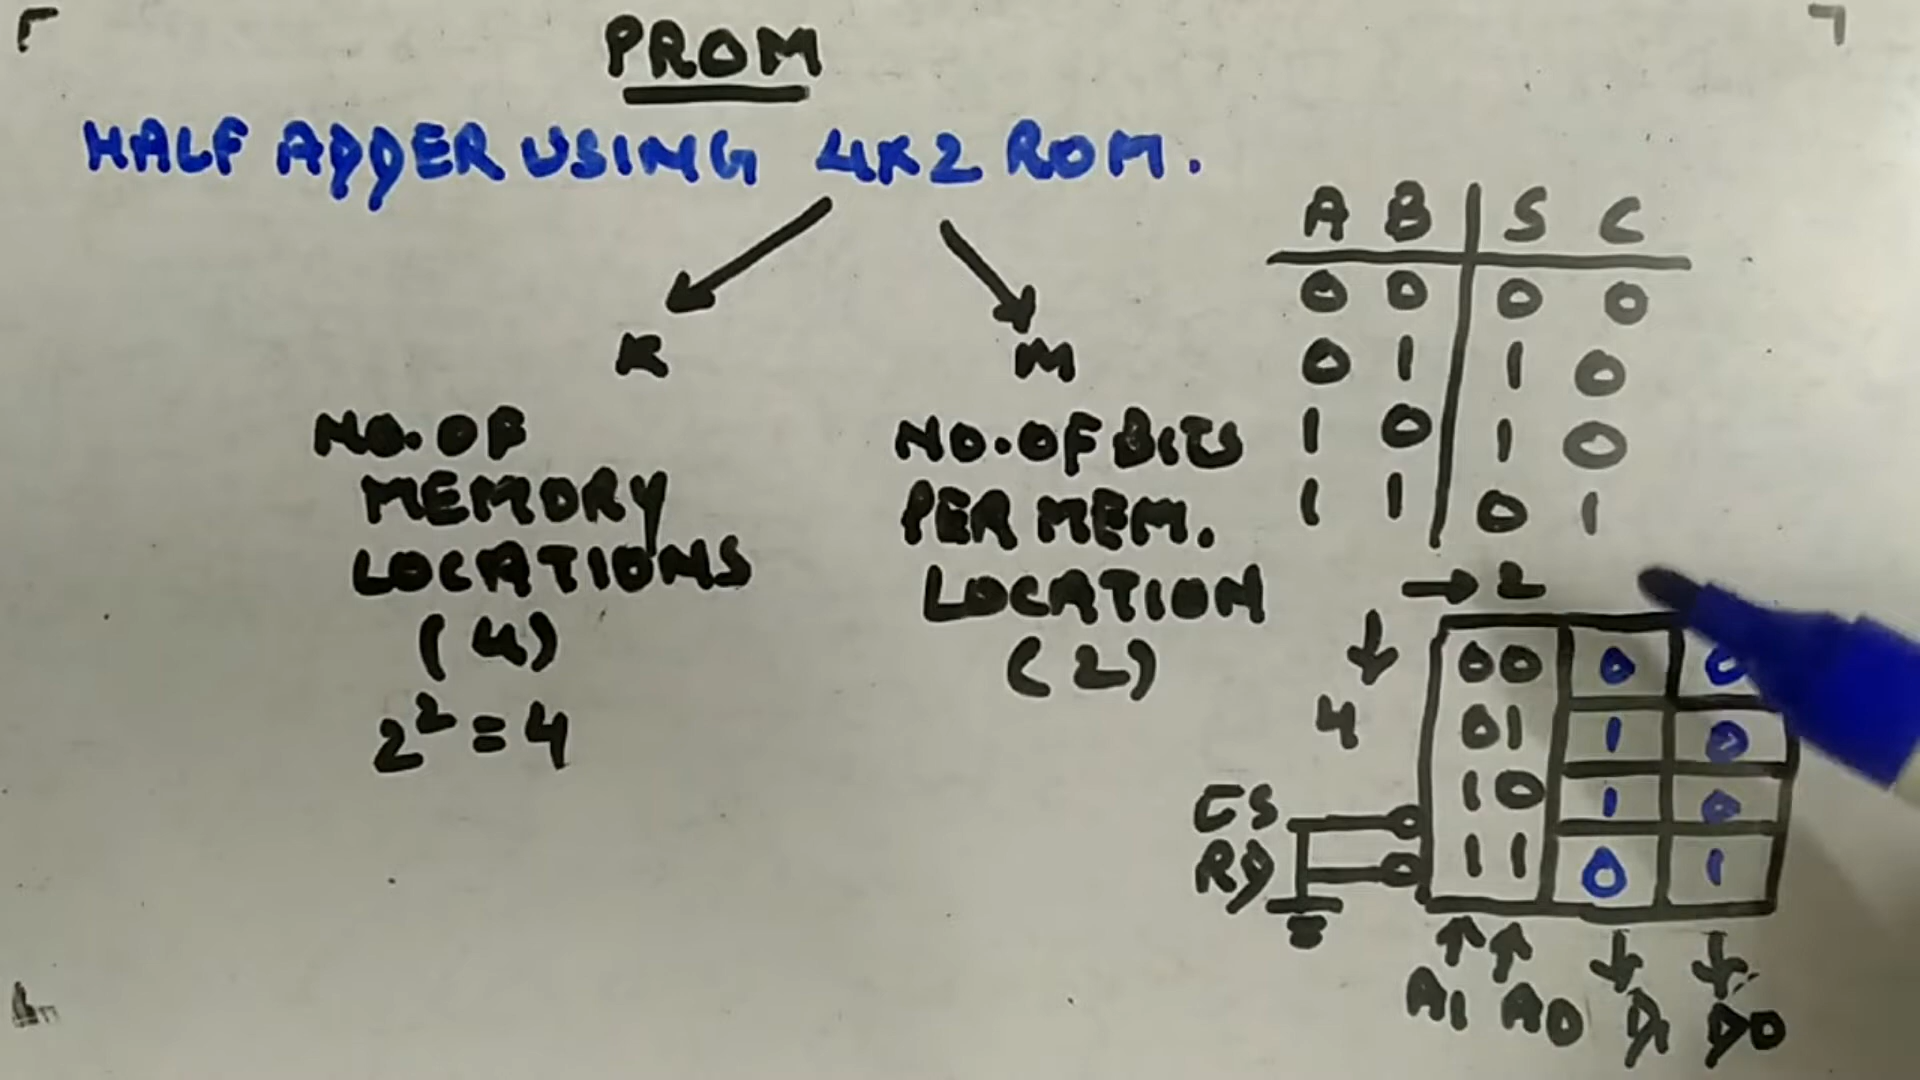 PROM
HALF ADDER USING 4X2 ROM.
K
NO. OF
MEMORY
LOCATIONS
(4)
2² = 4
M
NO. OF BITS
PER MEM.
LOCATION
(2)
A B S C
0 0 0 0
0 1 1 0
1 0 1 0
1 1 0 1
→ 2
↓
4
00 0 0
01 1 0
10 1 0
11 0 1
CS
RD
A1 A0 D1 D0